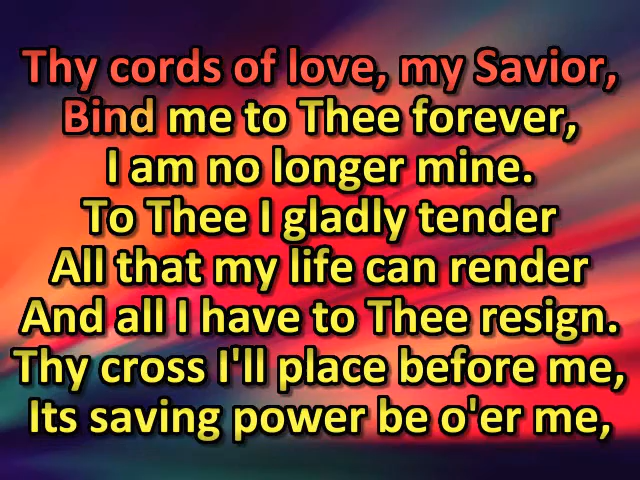 Thy cords of love, my Savior,
Bind me to Thee forever,
I am no longer mine.
To Thee I gladly tender
All that my life can render
And all I have to Thee resign.
Thy cross I'll place before me,
Its saving power be o'er me,